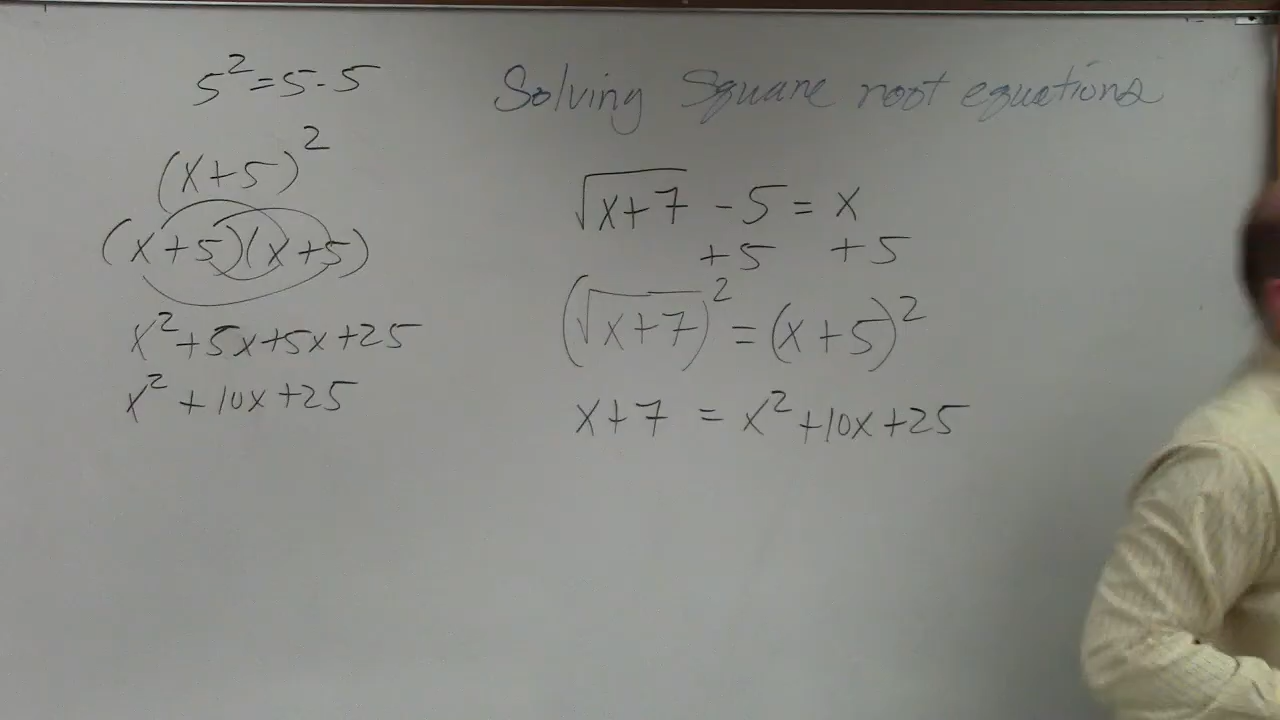 5² = 5·5
(x+5)²
(x+5)(x+5)
x²+5x+5x+25
x²+10x+25
Solving Square root equations
√(x+7) - 5 = x
+5 +5
(√(x+7))² = (x+5)²
x+7 = x²+10x+25